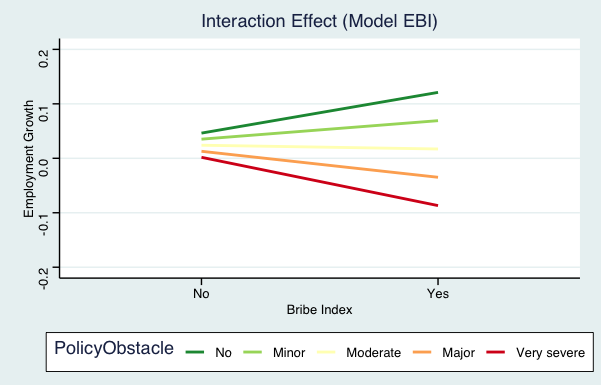 Interaction Effect (Model EBI)
Employment Growth
0.2
0.1
0.0
-0.1
-0.2
No Yes
Bribe Index
PolicyObstacle No Minor Moderate Major Very severe